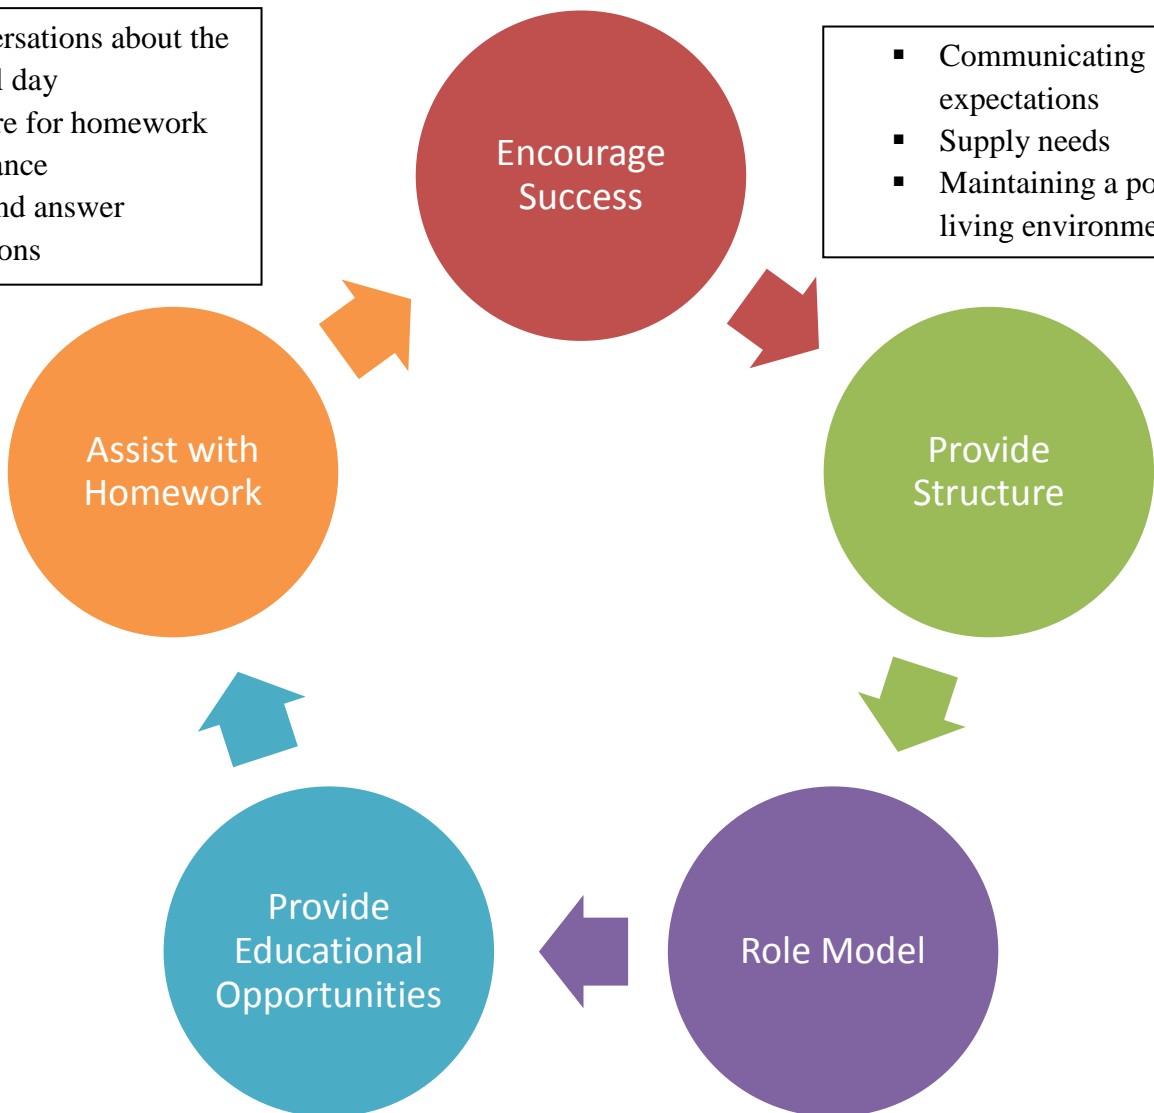 ersations about the
l day
re for homework
ance
nd answer
ons
▪ Communicating
expectations
▪ Supply needs
▪ Maintaining a po
living environme
Encourage
Success
Assist with
Homework
Provide
Structure
Provide
Educational
Opportunities
Role Model